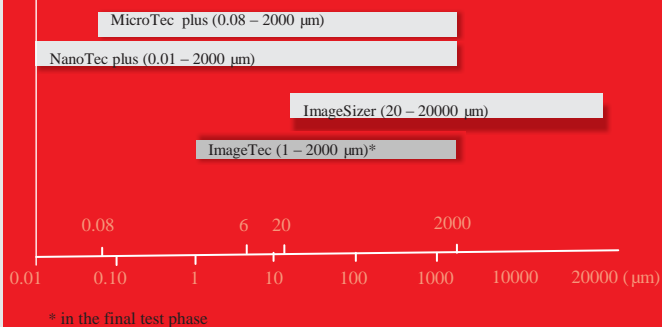 MicroTec plus (0.08 – 2000 µm)
NanoTec plus (0.01 – 2000 µm)
ImageSizer (20 – 20000 µm)
ImageTec (1 – 2000 µm)*
0.08 6 20 2000
0.01 0.10 1 10 100 1000 10000 20000 (µm)
* in the final test phase